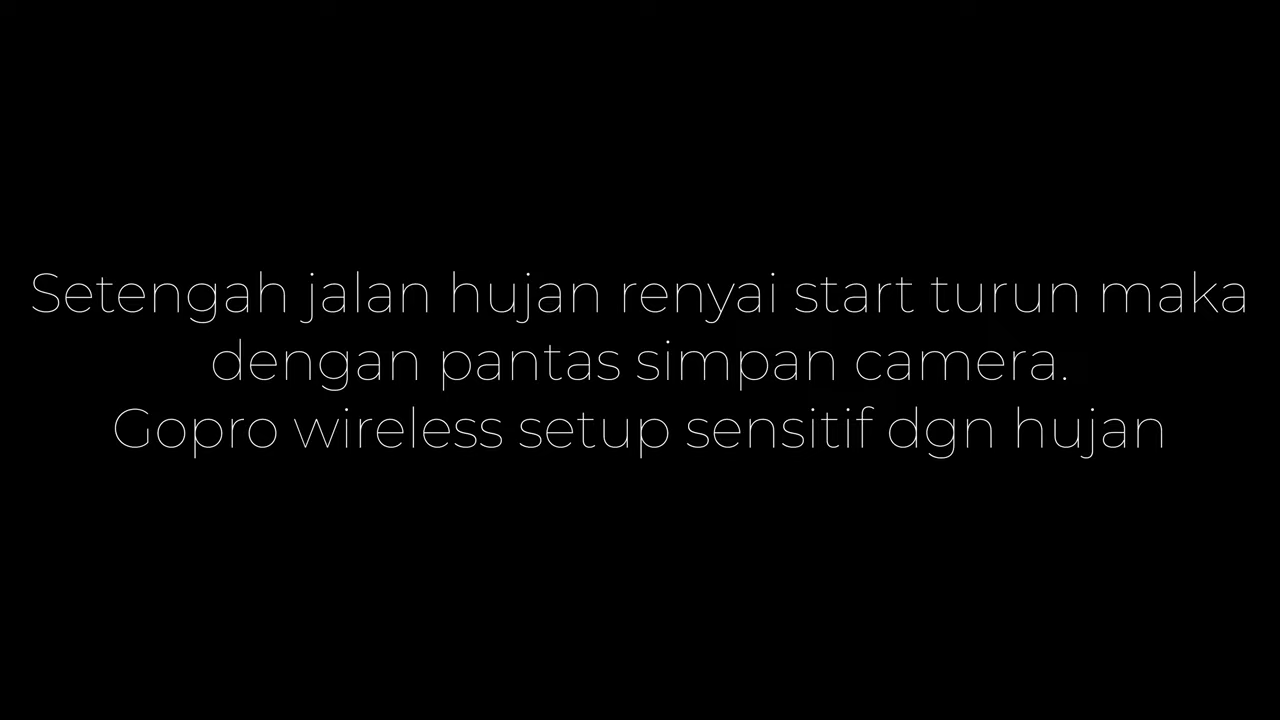 Setengah jalan hujan renyai start turun maka
dengan pantas simpan camera.
Gopro wireless setup sensitif dgn hujan